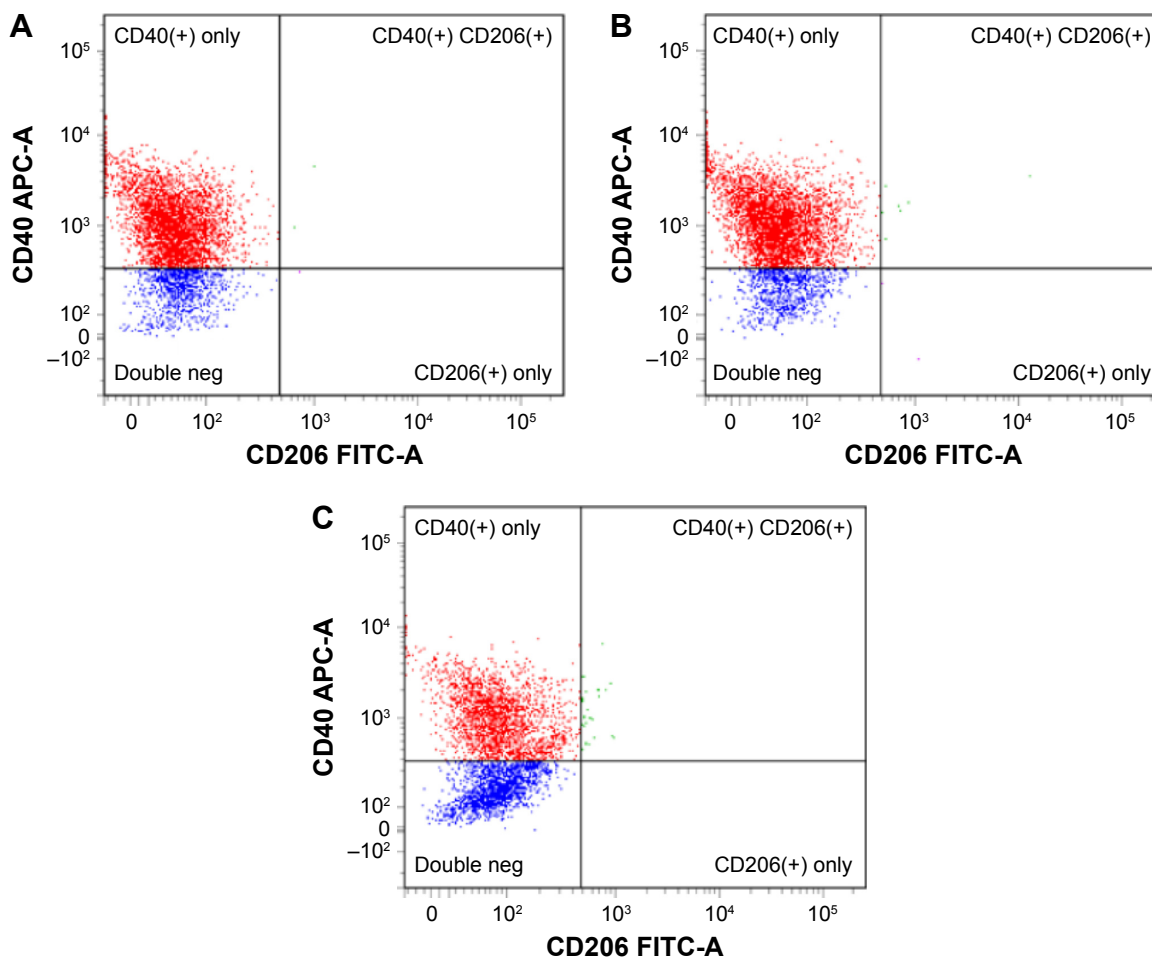 A
CD40(+) only CD40(+) CD206(+)
10⁵
10⁴
10³
10²
0
–10²
CD40 APC-A
Double neg CD206(+) only
0 10² 10³ 10⁴ 10⁵
CD206 FITC-A
B
CD40(+) only CD40(+) CD206(+)
10⁵
10⁴
10³
10²
0
–10²
CD40 APC-A
Double neg CD206(+) only
0 10² 10³ 10⁴ 10⁵
CD206 FITC-A
C
CD40(+) only CD40(+) CD206(+)
10⁵
10⁴
10³
10²
0
–10²
CD40 APC-A
Double neg CD206(+) only
0 10² 10³ 10⁴ 10⁵
CD206 FITC-A